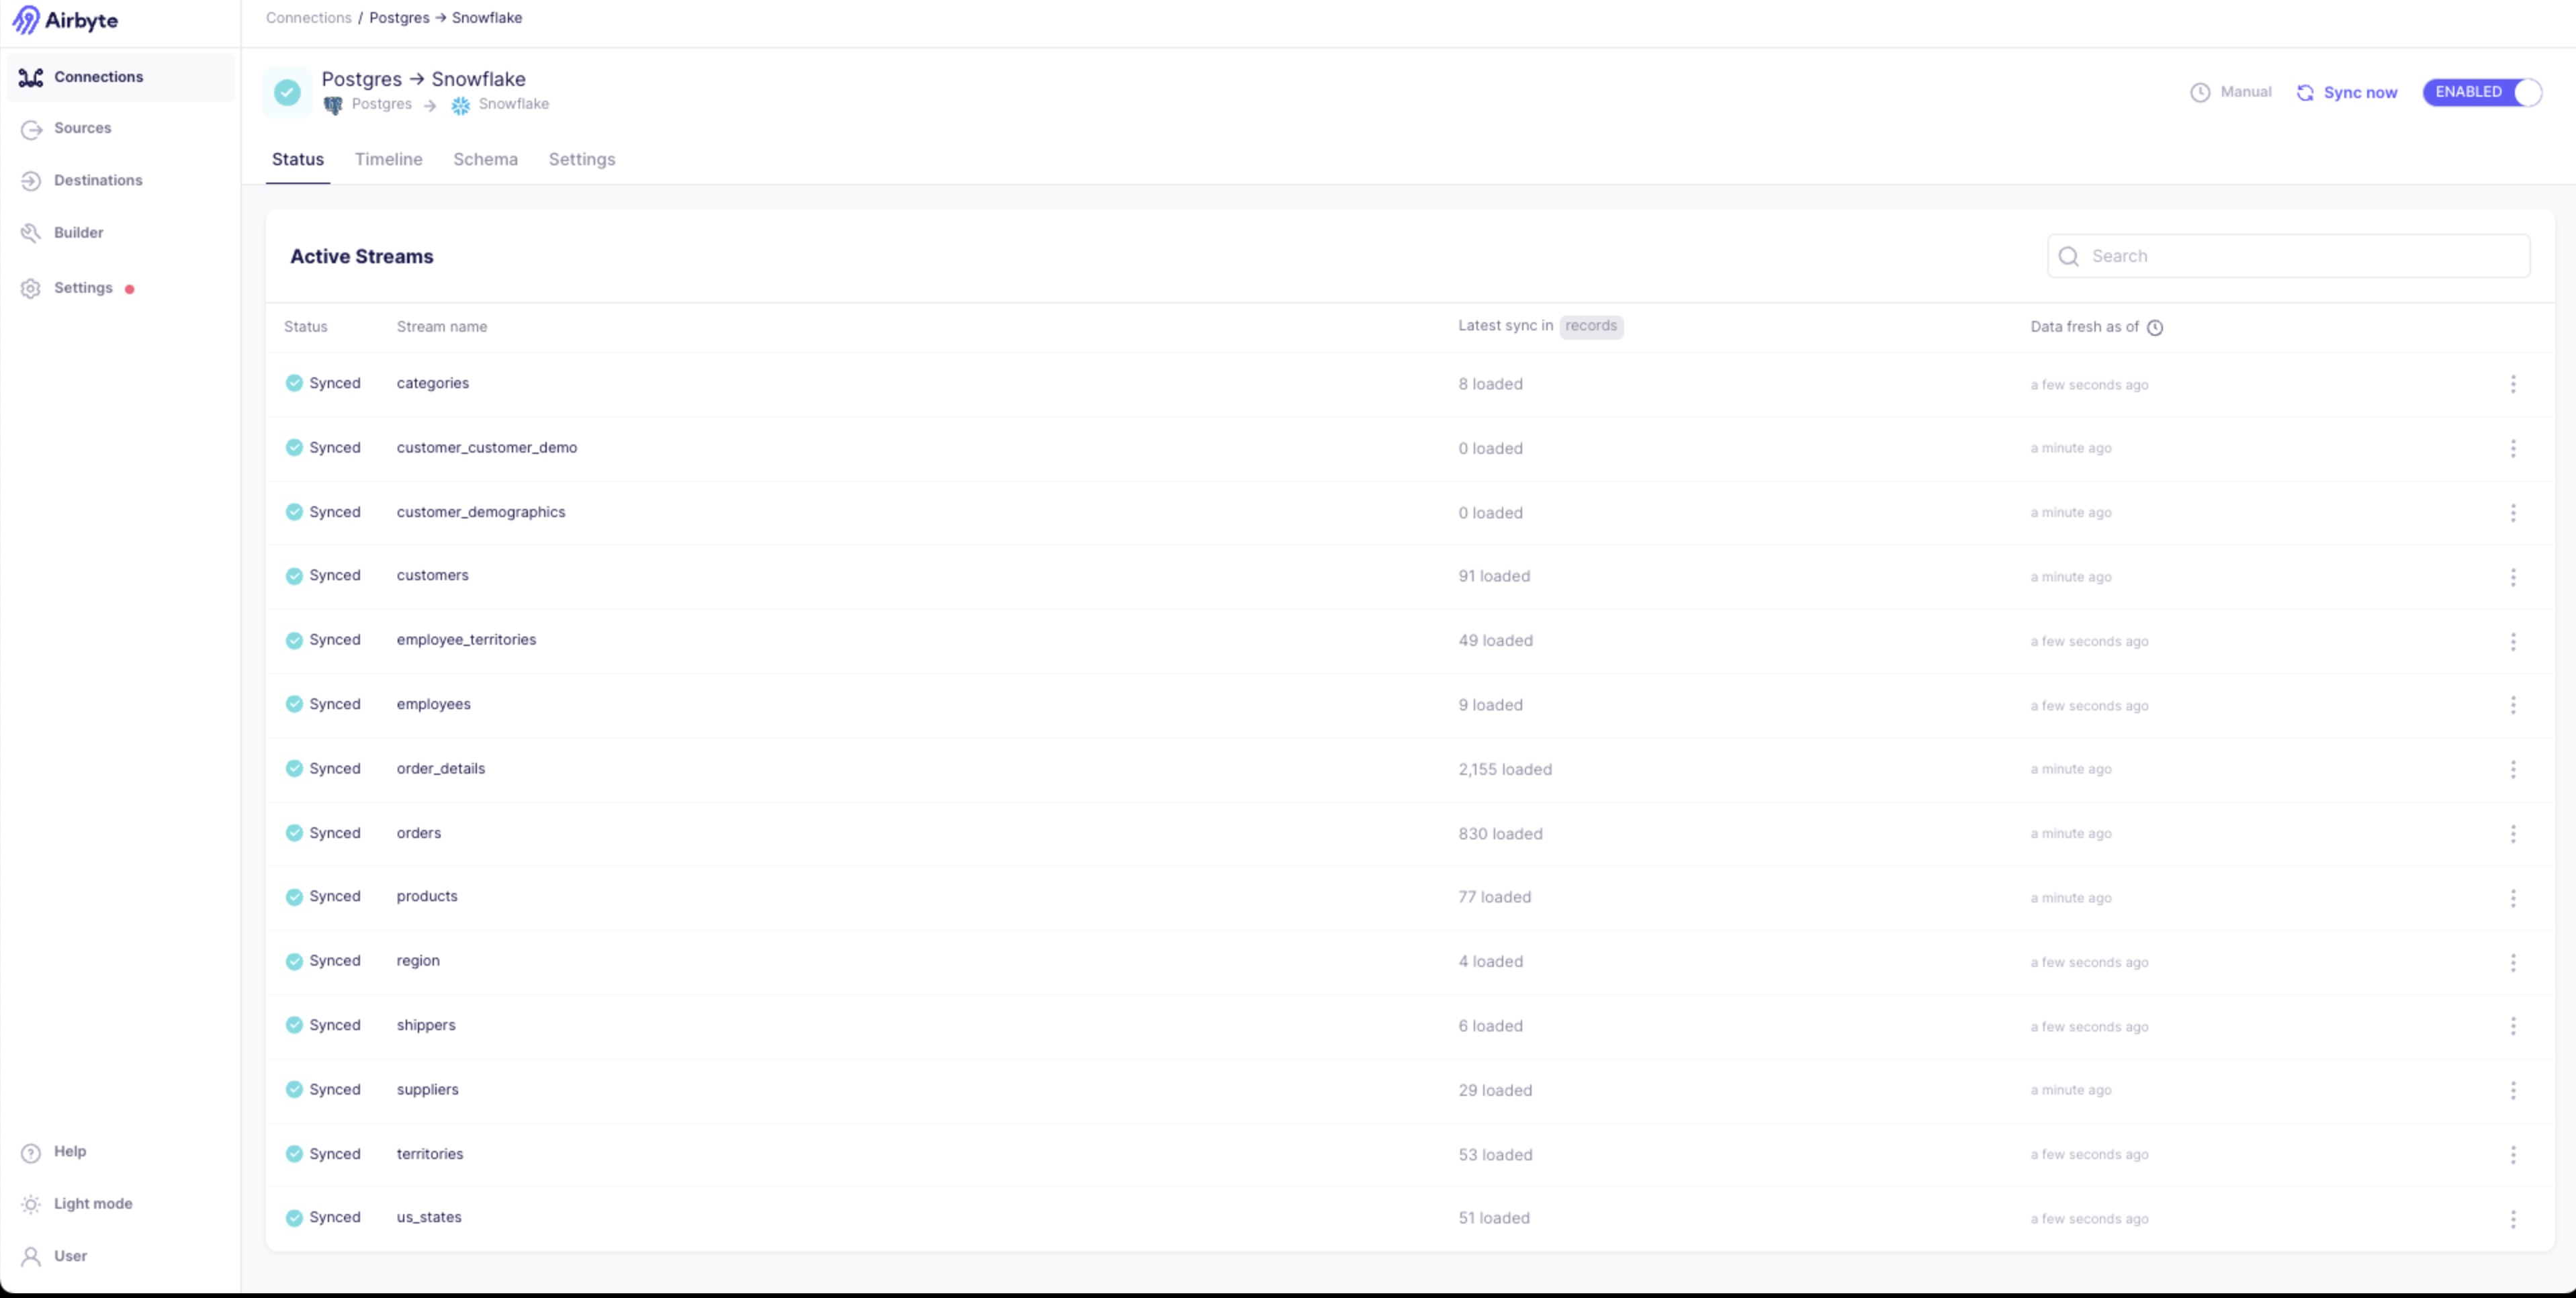 Airbyte
Connections / Postgres → Snowflake
Connections
Sources
Destinations
Builder
Settings
Postgres → Snowflake
Postgres → Snowflake
Manual
Sync now
ENABLED
Status Timeline Schema Settings
Active Streams
Search
Status Stream name Latest sync in records Data fresh as of
Synced categories 8 loaded a few seconds ago
Synced customer_customer_demo 0 loaded a minute ago
Synced customer_demographics 0 loaded a minute ago
Synced customers 91 loaded a minute ago
Synced employee_territories 49 loaded a few seconds ago
Synced employees 9 loaded a few seconds ago
Synced order_details 2,155 loaded a minute ago
Synced orders 830 loaded a minute ago
Synced products 77 loaded a minute ago
Synced region 4 loaded a few seconds ago
Synced shippers 6 loaded a few seconds ago
Synced suppliers 29 loaded a minute ago
Synced territories 53 loaded a few seconds ago
Synced us_states 51 loaded a few seconds ago
Help
Light mode
User